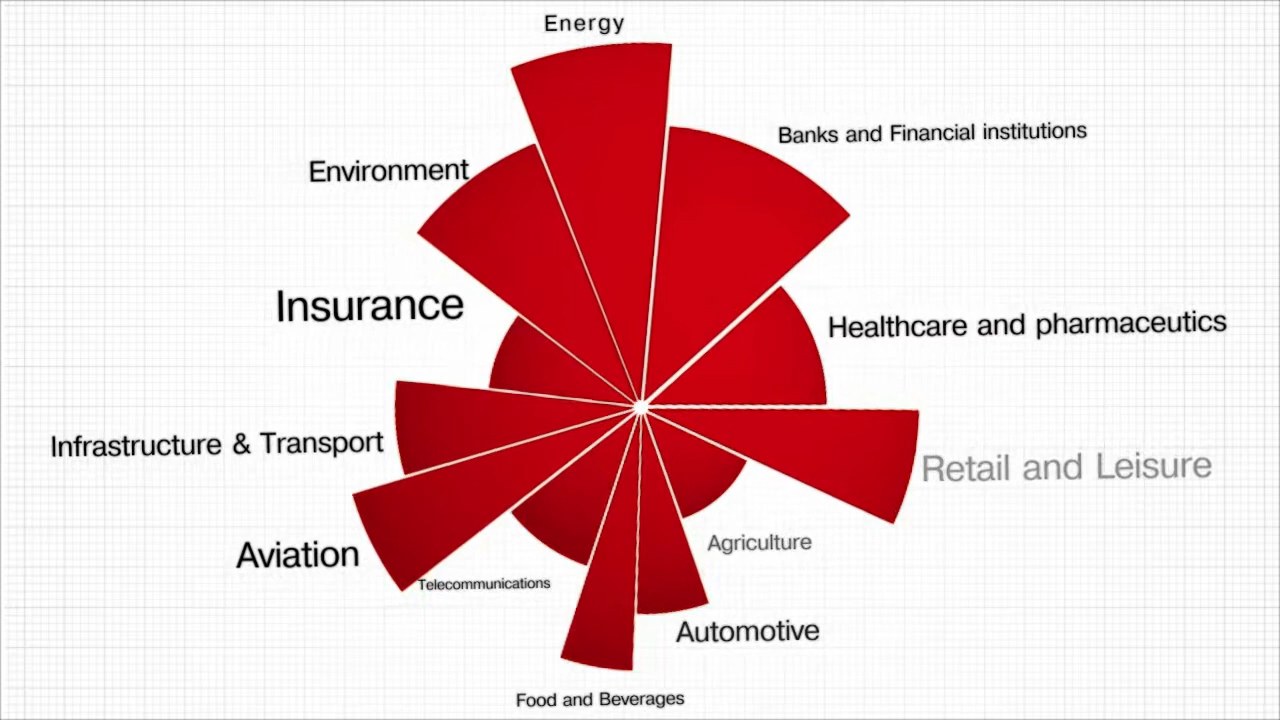 Energy
Banks and Financial institutions
Environment
Insurance
Healthcare and pharmaceutics
Infrastructure & Transport
Retail and Leisure
Aviation
Agriculture
Telecommunications
Automotive
Food and Beverages